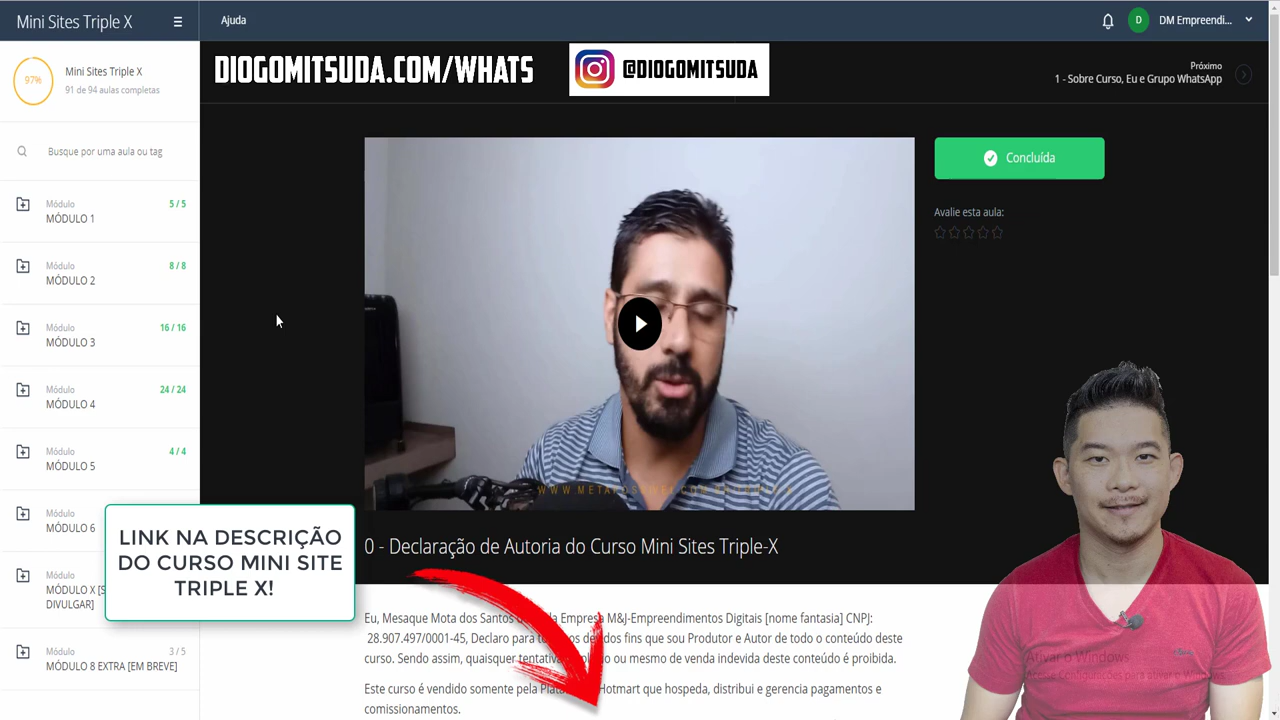 Mini Sites Triple X
Ajuda
D
DM Empreendi...
DIOGOMITSUDA.COM/WHATS
@DIOGOMITSUDA
Próximo
1 - Sobre Curso, Eu e Grupo WhatsApp
97%
Mini Sites Triple X
91 de 94 aulas completas
Busque por uma aula ou tag
Módulo 5 / 5
MÓDULO 1
Módulo 8 / 8
MÓDULO 2
Módulo 16 / 16
MÓDULO 3
Módulo 24 / 24
MÓDULO 4
Módulo 4 / 4
MÓDULO 5
Módulo
MÓDULO 6
Módulo
MÓDULO X
DIVULGAR]
Módulo 3 / 5
MÓDULO 8 EXTRA [EM BREVE]
Concluída
Avalie esta aula:
LINK NA DESCRIÇÃO
DO CURSO MINI SITE
TRIPLE X!
0 - Declaração de Autoria do Curso Mini Sites Triple-X
Eu, Mesaque Mota dos Santos Empresa M&J-Empreendimentos Digitais [nome fantasia] CNPJ:
28.907.497/0001-45, Declaro para fins que sou Produtor e Autor de todo o conteúdo deste
curso. Sendo assim, quaisquer ou mesmo de venda indevida deste conteúdo é proibida.
Este curso é vendido somente pela Hotmart que hospeda, distribui e gerencia pagamentos e
comissionamentos.
Ativar o Windows